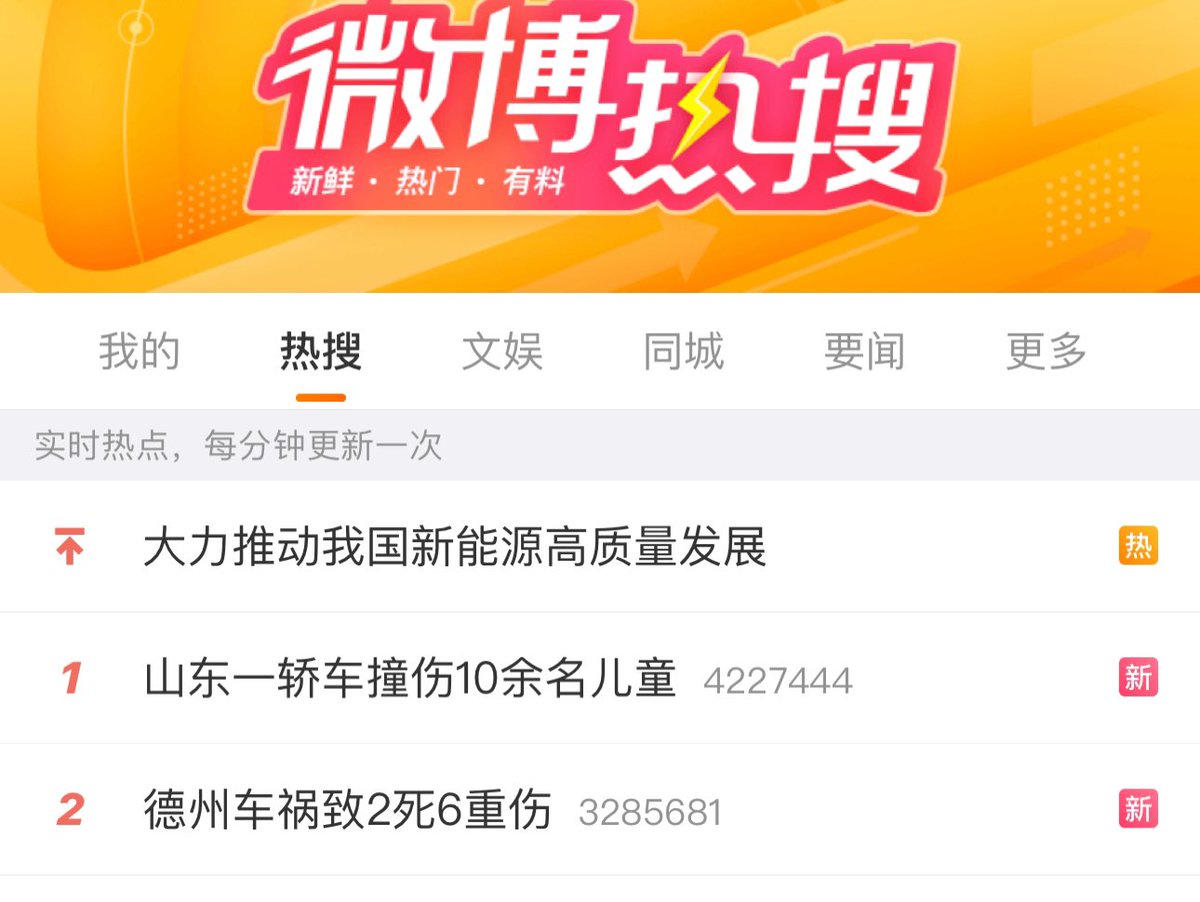 微博热搜
新鲜 · 热门 · 有料
我的 热搜 文娱 同城 要闻 更多
实时热点，每分钟更新一次
大力推动我国新能源高质量发展 热
1 山东一轿车撞伤10余名儿童 4227444 新
2 德州车祸致2死6重伤 3285681 新